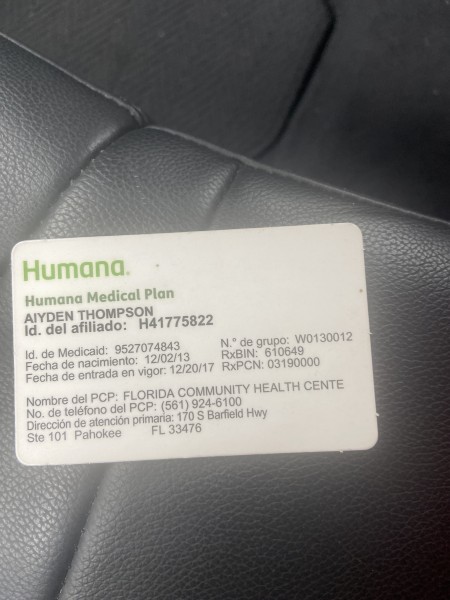 Humana.
Humana Medical Plan
AIYDEN THOMPSON
Id. del afiliado: H41775822
Id. de Medicaid: 9527074843 N.° de grupo: W0130012
Fecha de nacimiento: 12/02/13 RxBIN: 610649
Fecha de entrada en vigor: 12/20/17 RxPCN: 03190000
Nombre del PCP: FLORIDA COMMUNITY HEALTH CENTE
No. de teléfono del PCP: (561) 924-6100
Dirección de atención primaria: 170 S Barfield Hwy
Ste 101 Pahokee FL 33476